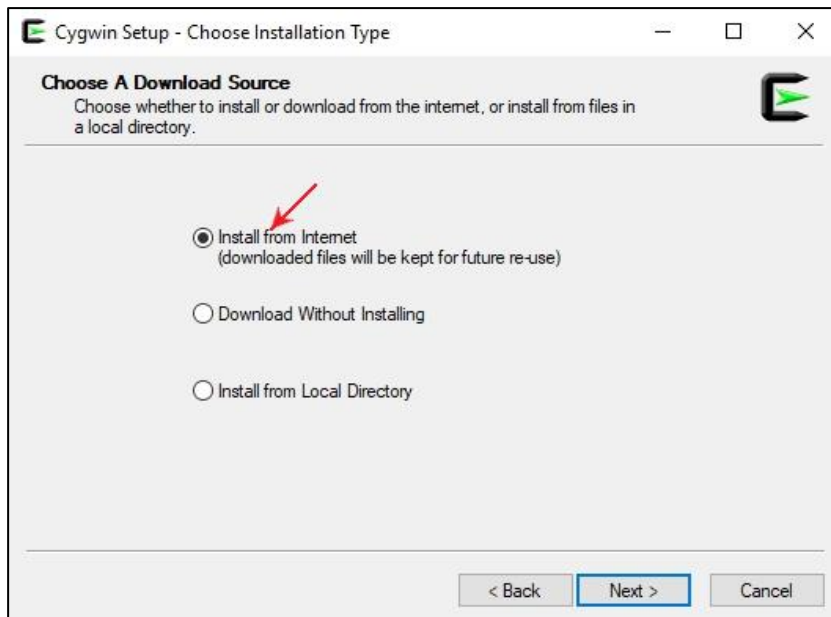 Cygwin Setup - Choose Installation Type
Choose A Download Source
Choose whether to install or download from the internet, or install from files in
a local directory.
Install from Internet
(downloaded files will be kept for future re-use)
Download Without Installing
Install from Local Directory
< Back Next > Cancel